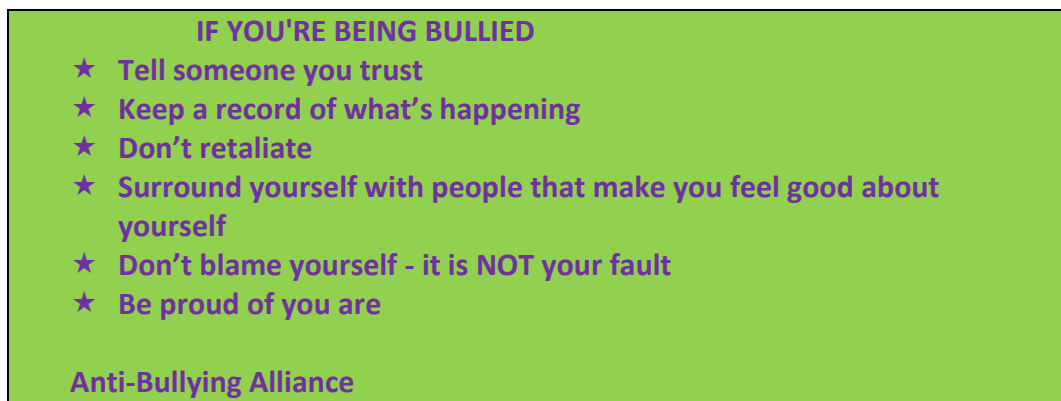 IF YOU'RE BEING BULLIED
★ Tell someone you trust
★ Keep a record of what’s happening
★ Don’t retaliate
★ Surround yourself with people that make you feel good about
yourself
★ Don’t blame yourself - it is NOT your fault
★ Be proud of you are
Anti-Bullying Alliance